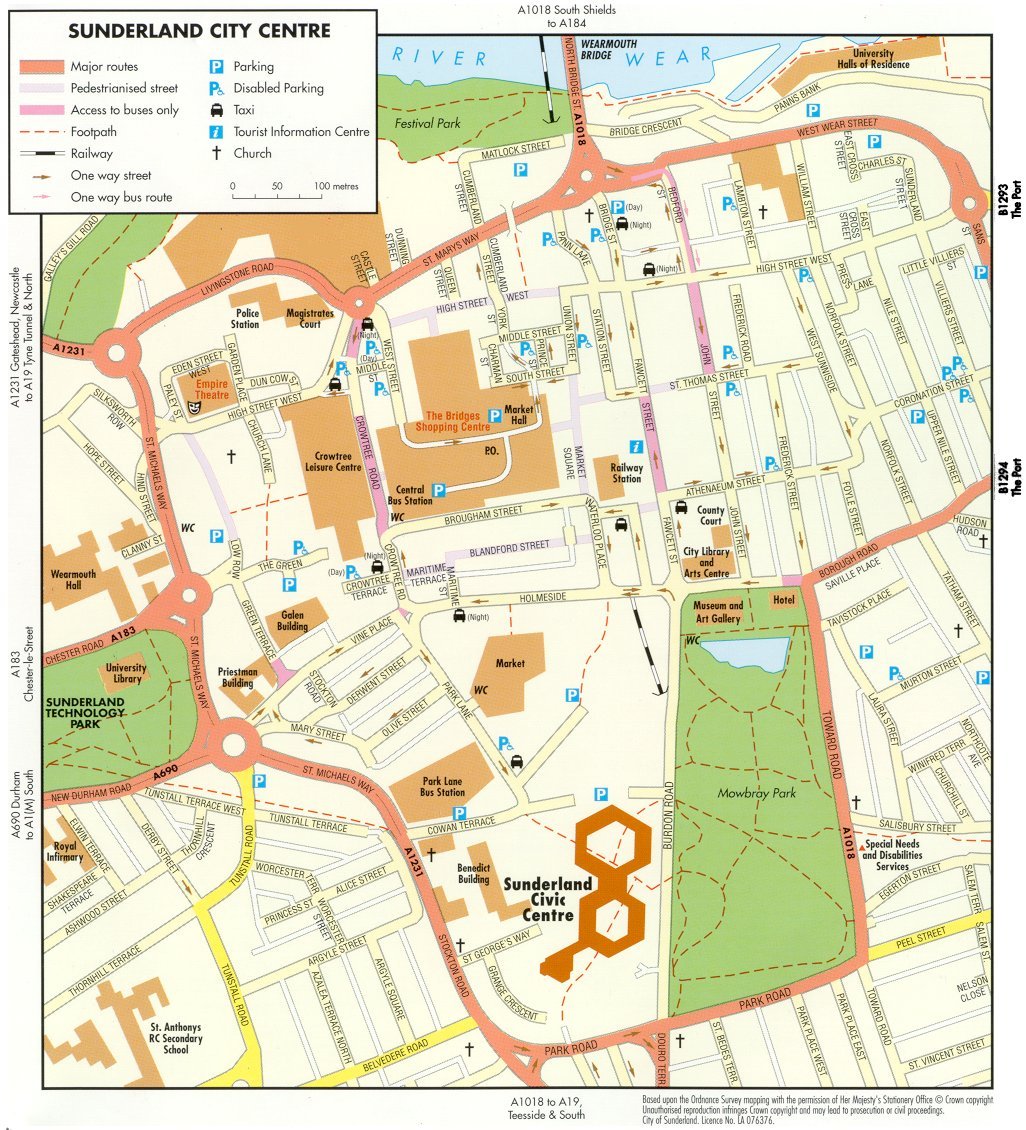 A1018 South Shields
to A184
SUNDERLAND CITY CENTRE
Major routes
Pedestrianised street
Access to buses only
Footpath
Railway
One way street
One way bus route
P Parking
Disabled Parking
Taxi
i Tourist Information Centre
Church
0 50 100 metres
RIVER WEAR
WEARMOUTH
BRIDGE
NORTH BRIDGE ST. A1018
University
Halls of Residence
Festival Park
PANNS BANK
BRIDGE CRESCENT
WEST WEAR STREET
MATLOCK STREET
EAST CROSS
STREET
CHARLES ST
SUNDERLAND
STREET
CUMBERLAND
STREET
BEDFORD
ST
LAMBTON STREET
WILLIAM STREET
EAST
CROSS
STREET
B1293
The Port
SANS
ST
GALLEY'S GILL ROAD
LIVINGSTONE ROAD
CASTLE
STREET
DUNNING
STREET
ST. MARYS WAY
BRIDGE ST
(Day)
(Night)
PANN LANE
(Night)
HIGH STREET WEST
PRESS
LANE
LITTLE VILLIERS
ST
VILLIERS STREET
NILE STREET
NORFOLK STREET
WEST SUNNISIDE
FREDERICK ROAD
JOHN
STREET
FAWCETT
STATION STREET
UNION STREET
QUEEN
STREET
CUMBERLAND
YORK
ST
HIGH STREET WEST
MIDDLE STREET
PRINCE
ST
CHARMAN
ST
SOUTH STREET
Police
Station
Magistrates
Court
(Night)
(Day)
MIDDLE
ST
WEST STREET
A1231
A1231 Gateshead, Newcastle
to A19 Tyne Tunnel & North
EDEN STREET
WEST
GARDEN PLACE
DUN COW ST
Empire
Theatre
PALEY ST
HIGH STREET WEST
CHURCH LANE
SILKSWORTH
ROW
HOPE STREET
HIND STREET
ST. MICHAELS WAY
CLANNY ST
The Bridges
Shopping Centre
Market
Hall
P.O.
Crowtree
Leisure Centre
CROWTREE ROAD
Central
Bus Station
WC
MARKET
SQUARE
Railway
Station
ST. THOMAS STREET
CORONATION STREET
UPPER NILE STREET
NORFOLK STREET
FREDERICK STREET
FOYLE STREET
ATHENAEUM STREET
B1294
The Port
BROUGHAM STREET
WATERLOO PLACE
FAWCETT ST
County
Court
JOHN STREET
City Library
and
Arts Centre
BLANDFORD STREET
MARITIME
TERRACE
MARITIME
ST
HOLMESIDE
CROWTREE RD
(Night)
(Day)
CROWTREE
TERRACE
WC
LOW ROW
THE GREEN
Wearmouth
Hall
GREEN TERRACE
Galen
Building
VINE PLACE
(Night)
BOROUGH ROAD
SAVILLE PLACE
HUDSON
ROAD
TATHAM STREET
TAVISTOCK PLACE
Museum and
Art Gallery
Hotel
WC
CHESTER ROAD A183
A183
Chester-le-Street
University
Library
SUNDERLAND
TECHNOLOGY
PARK
ST. MICHAELS WAY
Priestman
Building
STOCKTON
ROAD
DERWENT STREET
OLIVE STREET
MARY STREET
PARK LANE
Market
WC
MURTON STREET
LAURA STREET
WINIFRED TERR
NORTHCOTE
AVE
CHURCHILL ST
TOWARD ROAD
A1018
Mowbray Park
BURDON ROAD
A690
NEW DURHAM ROAD
A690 Durham
to A1(M) South
ST. MICHAELS WAY
Park Lane
Bus Station
COWAN TERRACE
TUNSTALL TERRACE WEST
TUNSTALL TERRACE
A1231
ELWIN TERRACE
Royal
Infirmary
DERBY STREET
THORNHILL
CRESCENT
TUNSTALL ROAD
SHAKESPEARE
TERRACE
ASHWOOD STREET
WORCESTER TERR
ALICE STREET
PRINCESS ST
WORCESTER
STREET
ARGYLE STREET
Benedict
Building
Sunderland
Civic
Centre
SALISBURY STREET
Special Needs
and Disabilities
Services
EGERTON STREET
SALEM TERR
SALEM ST
PEEL STREET
THORNHILL TERRACE
TUNSTALL ROAD
AZALEA TERRACE NORTH
ARGYLE SQUARE
STOCKTON ROAD
ST GEORGE'S WAY
GRANGE CRESCENT
St. Anthonys
RC Secondary
School
BELVEDERE ROAD
PARK ROAD
PARK ROAD
DOURO TERR
ST. BEDES TERR
PARK PLACE WEST
PARK PLACE EAST
TOWARD ROAD
NELSON
CLOSE
ST. VINCENT STREET
A1018 to A19,
Teesside & South
Based upon the Ordnance Survey mapping with the permission of Her Majesty's Stationery Office © Crown copyright
Unauthorised reproduction infringes Crown copyright and may lead to prosecution or civil proceedings.
City of Sunderland. Licence No. LA 076376.